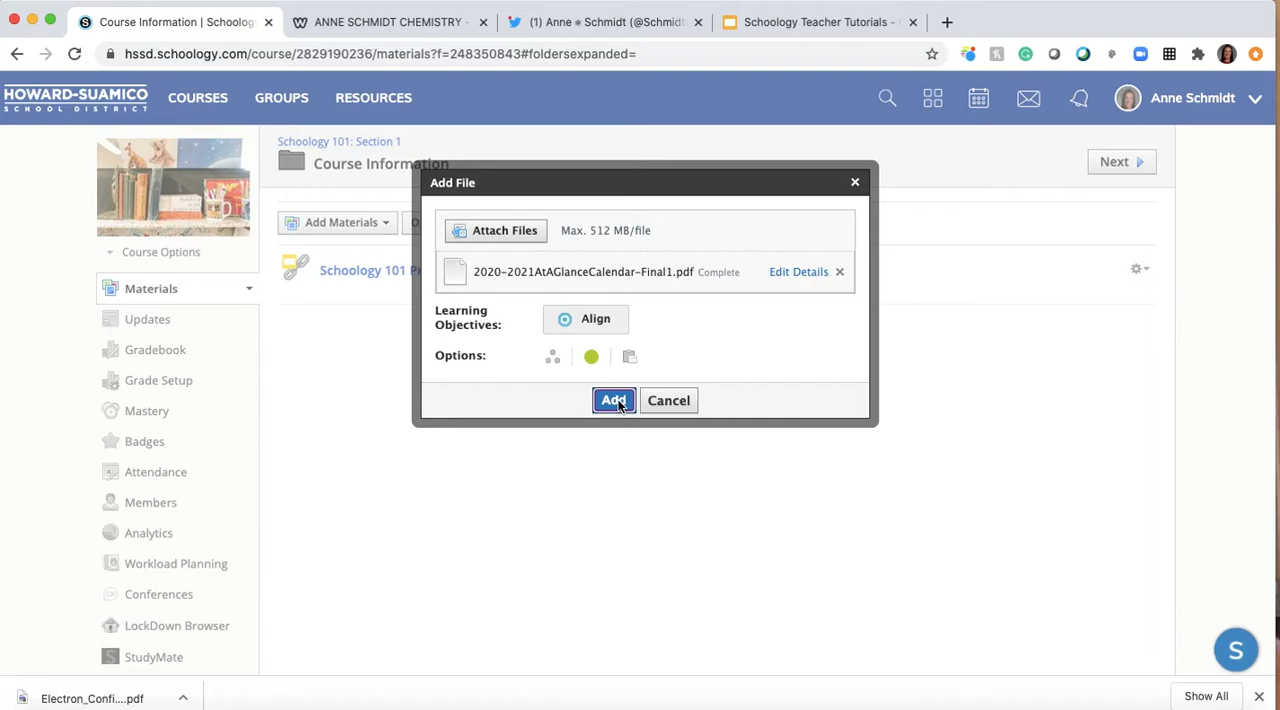 Course Information | Schoology
ANNE SCHMIDT CHEMISTRY -
(1) Anne ⚛ Schmidt (@Schmidt
Schoology Teacher Tutorials -
hssd.schoology.com/course/2829190236/materials?f=248350843#foldersexpanded=
HOWARD-SUAMICO
SCHOOL DISTRICT
COURSES
GROUPS
RESOURCES
Anne Schmidt
Schoology 101: Section 1
Course Information
Next
Add File
Attach Files
Max. 512 MB/file
2020-2021AtAGlanceCalendar-Final1.pdf Complete
Edit Details
Learning
Objectives:
Align
Options:
Add
Cancel
Add Materials
Schoology 101
Course Options
Materials
Updates
Gradebook
Grade Setup
Mastery
Badges
Attendance
Members
Analytics
Workload Planning
Conferences
LockDown Browser
StudyMate
S
Electron_Confi....pdf
Show All